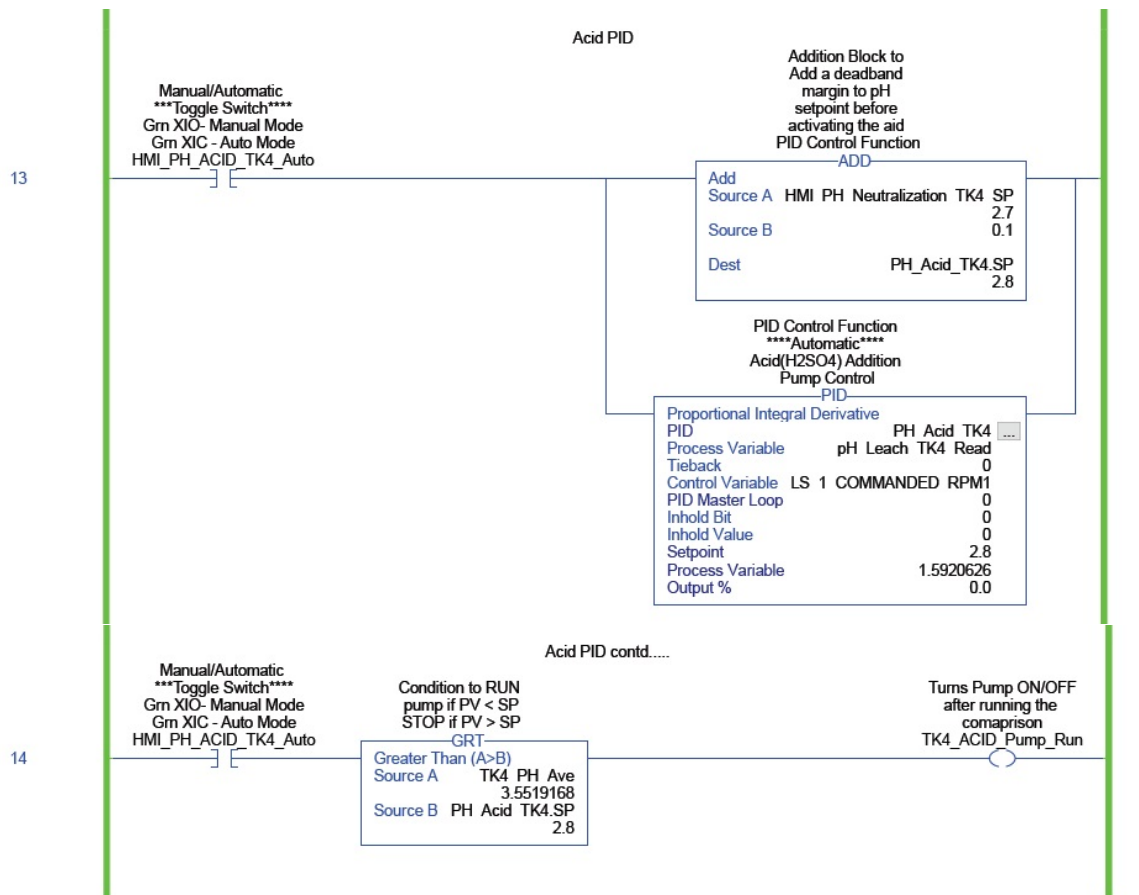 Acid PID
Addition Block to
Add a deadband
margin to pH
setpoint before
activating the aid
PID Control Function
Manual/Automatic
***Toggle Switch****
Grn XIO- Manual Mode
Grn XIC - Auto Mode
HMI_PH_ACID_TK4_Auto
13
ADD
Add
Source A HMI PH Neutralization TK4 SP
2.7
Source B 0.1
Dest PH_Acid_TK4.SP
2.8
PID Control Function
****Automatic****
Acid(H2SO4) Addition
Pump Control
PID
Proportional Integral Derivative
PID PH Acid TK4 ...
Process Variable pH Leach TK4 Read
Tieback 0
Control Variable LS 1 COMMANDED RPM1
PID Master Loop 0
Inhold Bit 0
Inhold Value 0
Setpoint 2.8
Process Variable 1.5920626
Output % 0.0
Acid PID contd.....
Manual/Automatic
***Toggle Switch****
Grn XIO- Manual Mode
Grn XIC - Auto Mode
HMI_PH_ACID_TK4_Auto
Condition to RUN
pump if PV < SP
STOP if PV > SP
Turns Pump ON/OFF
after running the
comaprison
TK4_ACID_Pump_Run
14
GRT
Greater Than (A>B)
Source A TK4 PH Ave
3.5519168
Source B PH Acid TK4.SP
2.8